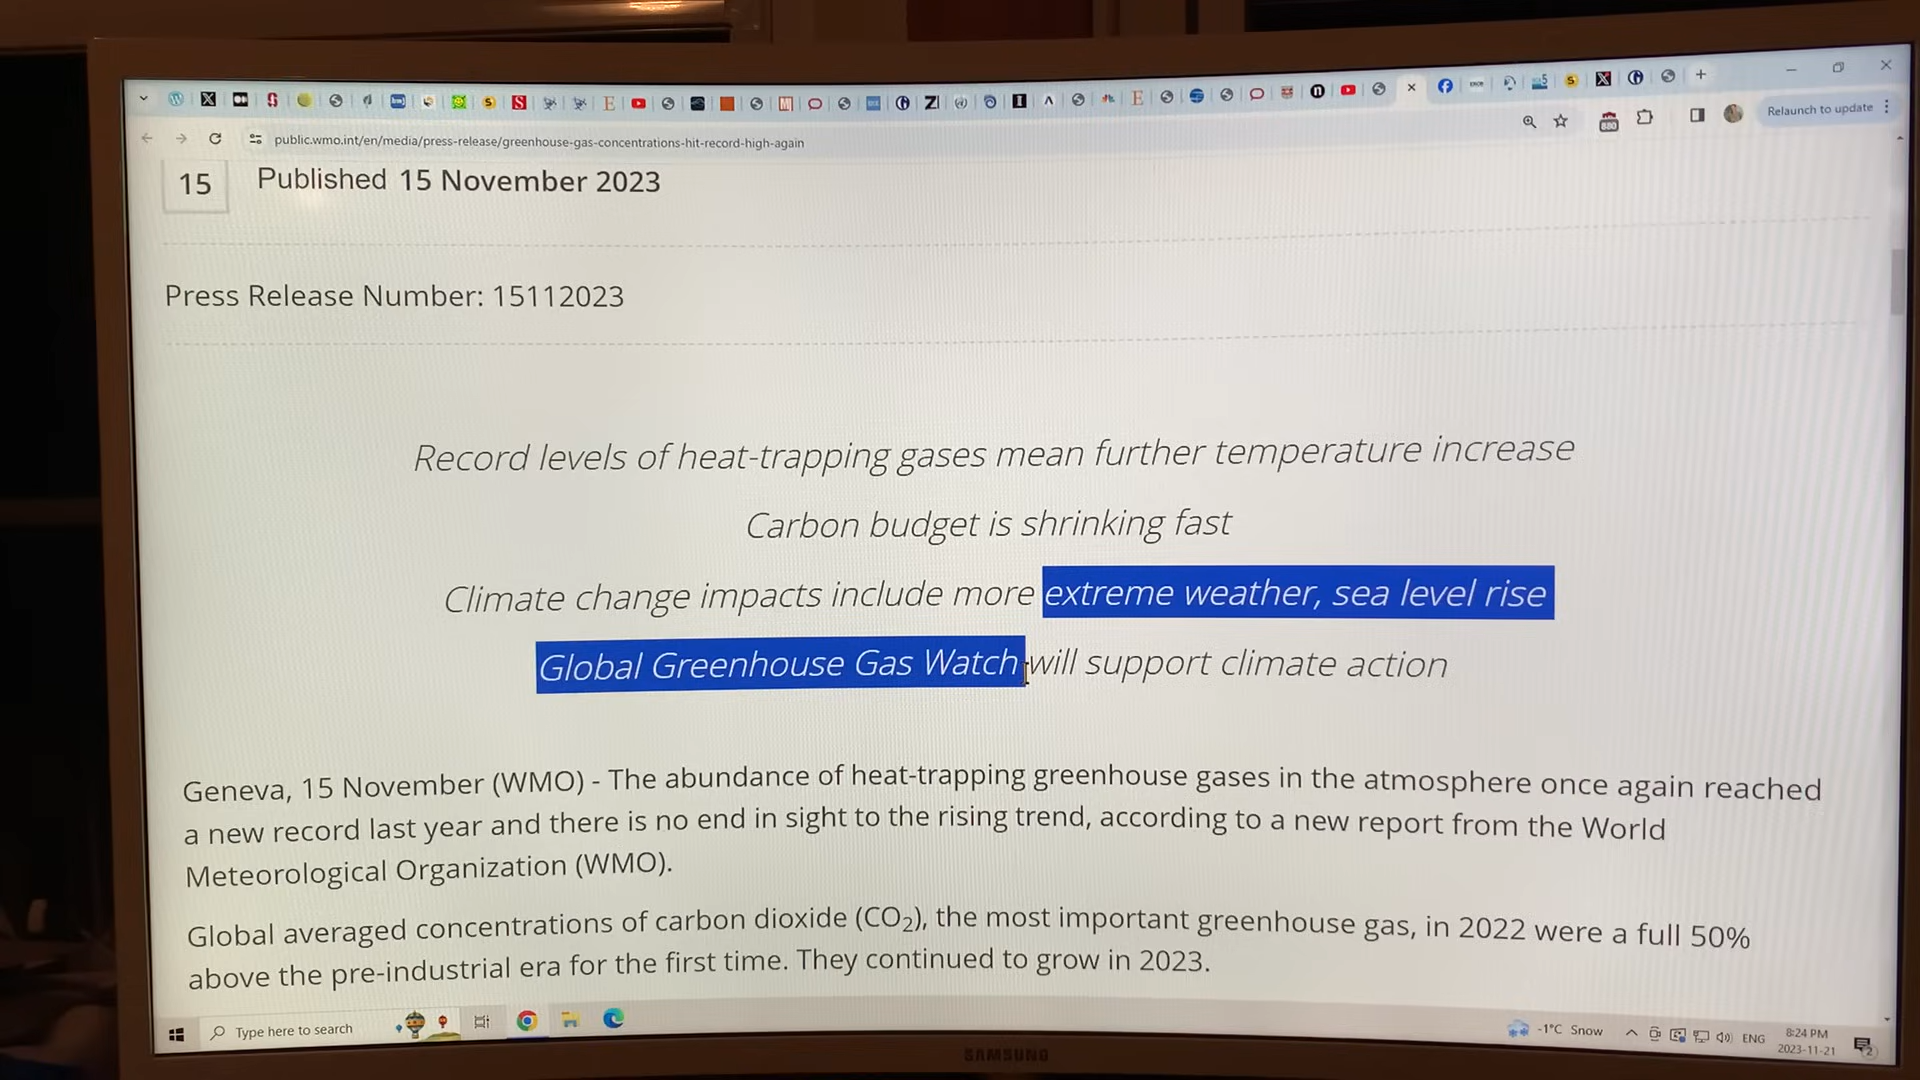 public.wmo.int/en/media/press-release/greenhouse-gas-concentrations-hit-record-high-again
Relaunch to update
15 Published 15 November 2023
Press Release Number: 15112023
Record levels of heat-trapping gases mean further temperature increase
Carbon budget is shrinking fast
Climate change impacts include more extreme weather, sea level rise
Global Greenhouse Gas Watch will support climate action
Geneva, 15 November (WMO) - The abundance of heat-trapping greenhouse gases in the atmosphere once again reached
a new record last year and there is no end in sight to the rising trend, according to a new report from the World
Meteorological Organization (WMO).
Global averaged concentrations of carbon dioxide (CO₂), the most important greenhouse gas, in 2022 were a full 50%
above the pre-industrial era for the first time. They continued to grow in 2023.
Type here to search
-1°C Snow
ENG
8:24 PM
2023-11-21
SAMSUNG